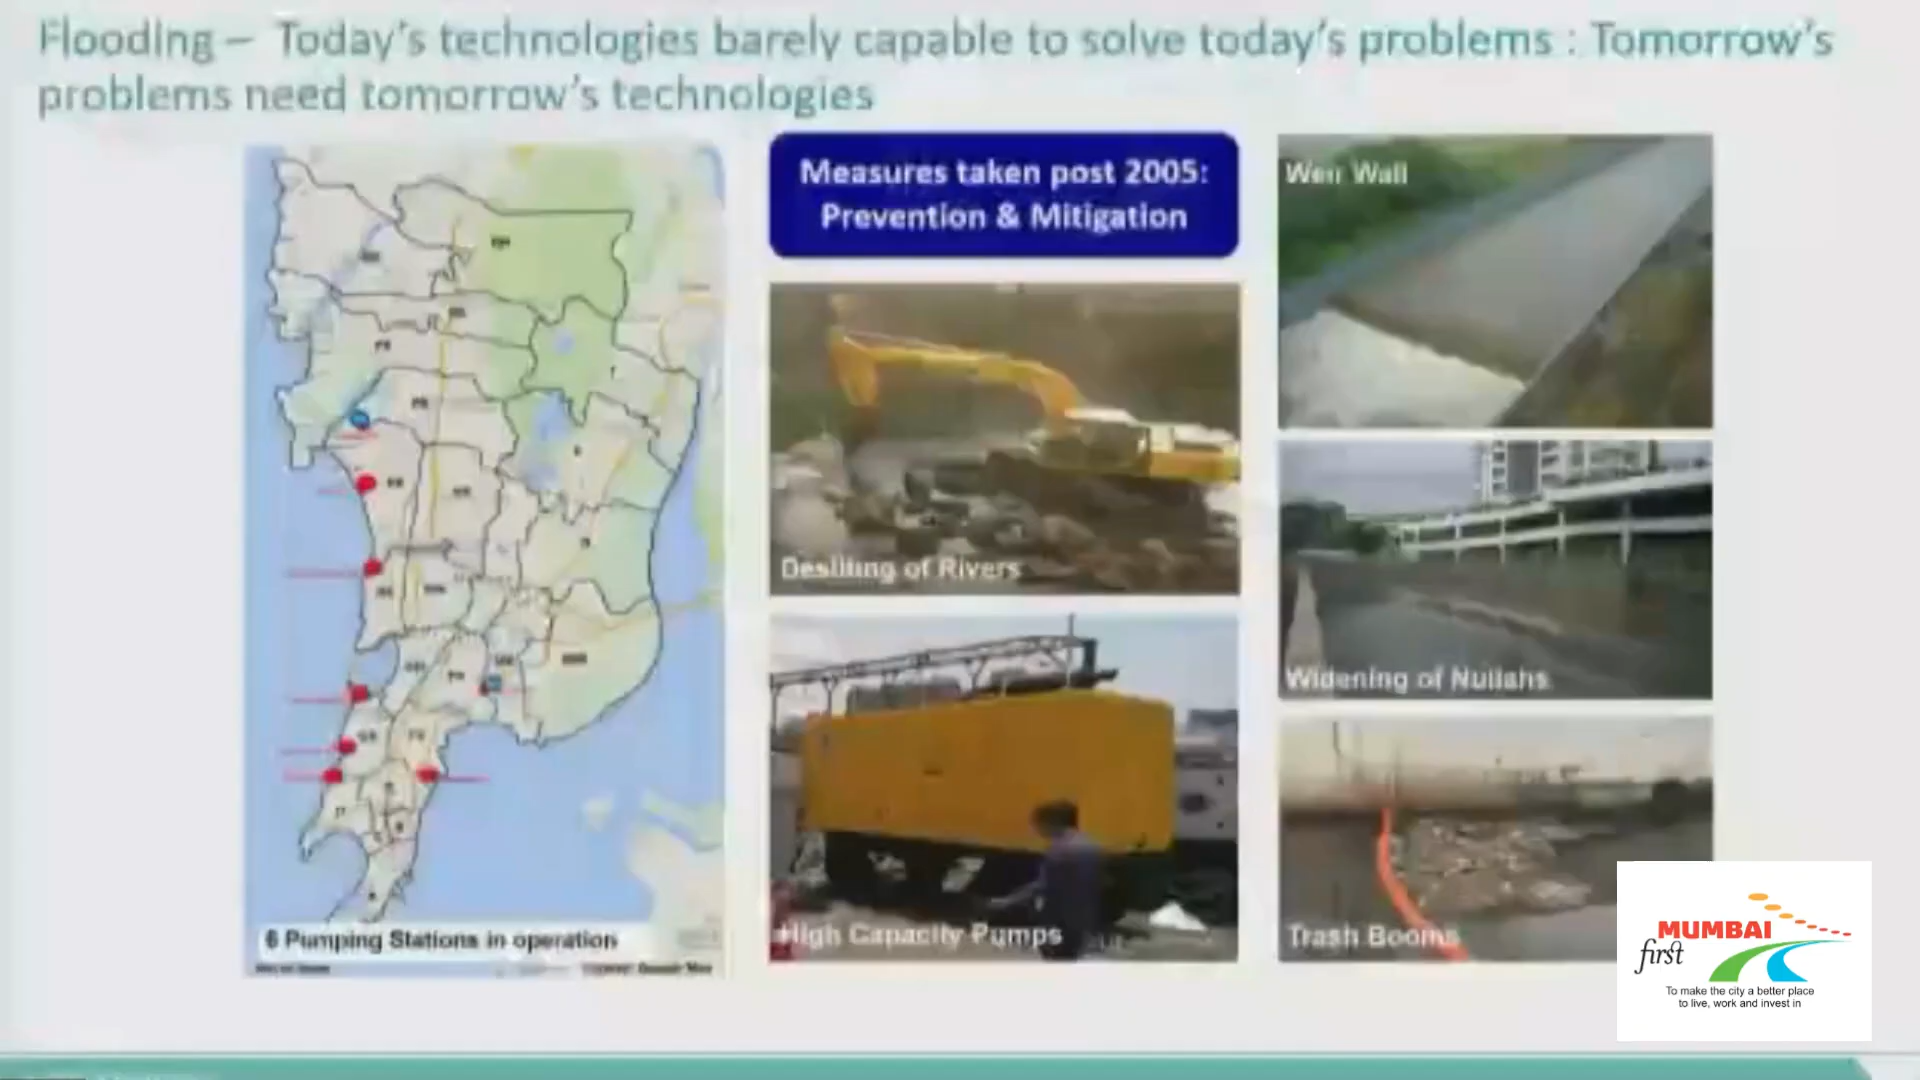 Flooding – Today's technologies barely capable to solve today's problems : Tomorrow's
problems need tomorrow's technologies
Measures taken post 2005:
Prevention & Mitigation
Weir Wall
Desilting of Rivers
Widening of Nullahs
High Capacity Pumps
Trash Booms
6 Pumping Stations in operation
MUMBAI
first
To make the city a better place
to live, work and invest in